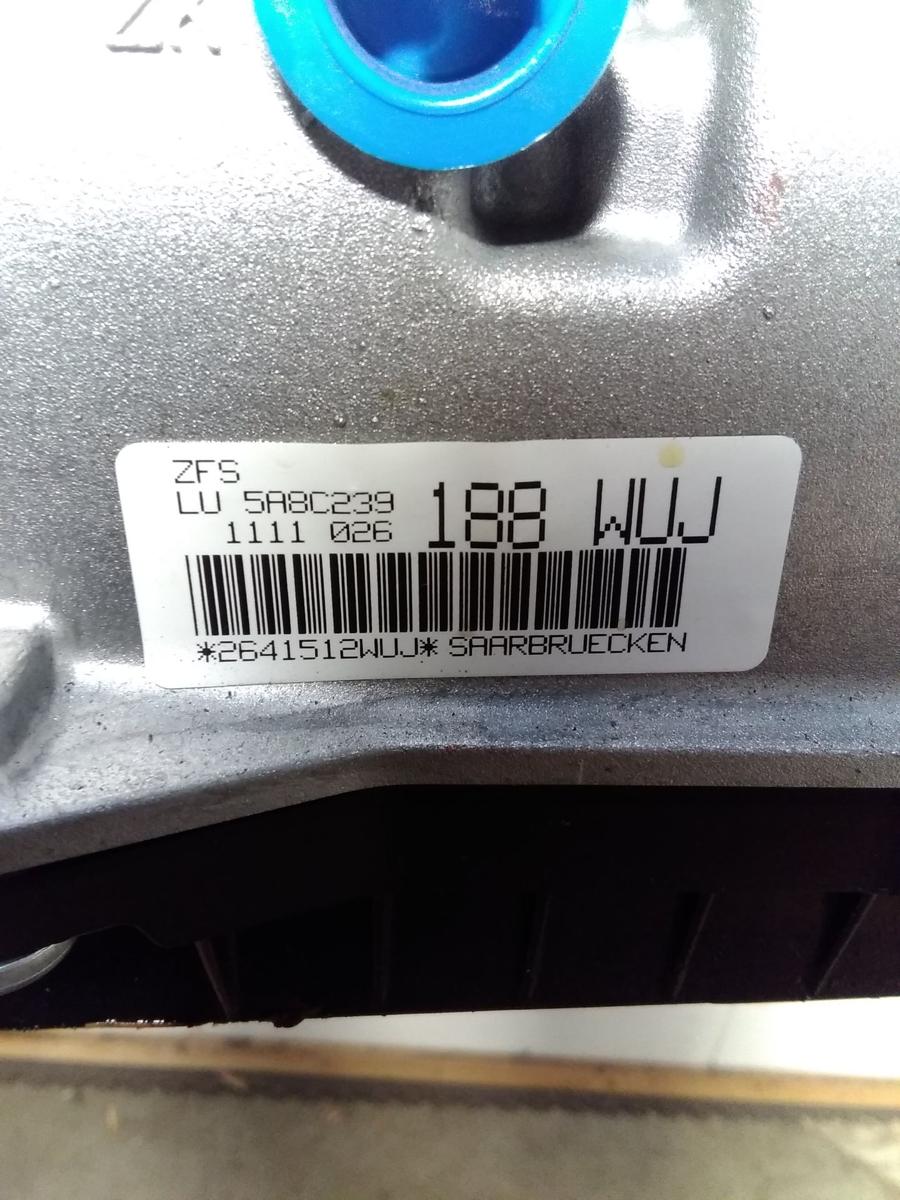 ZFS
LU 5A8C239
1111 026
188 WUJ
*2641512WUJ* SAARBRUECKEN